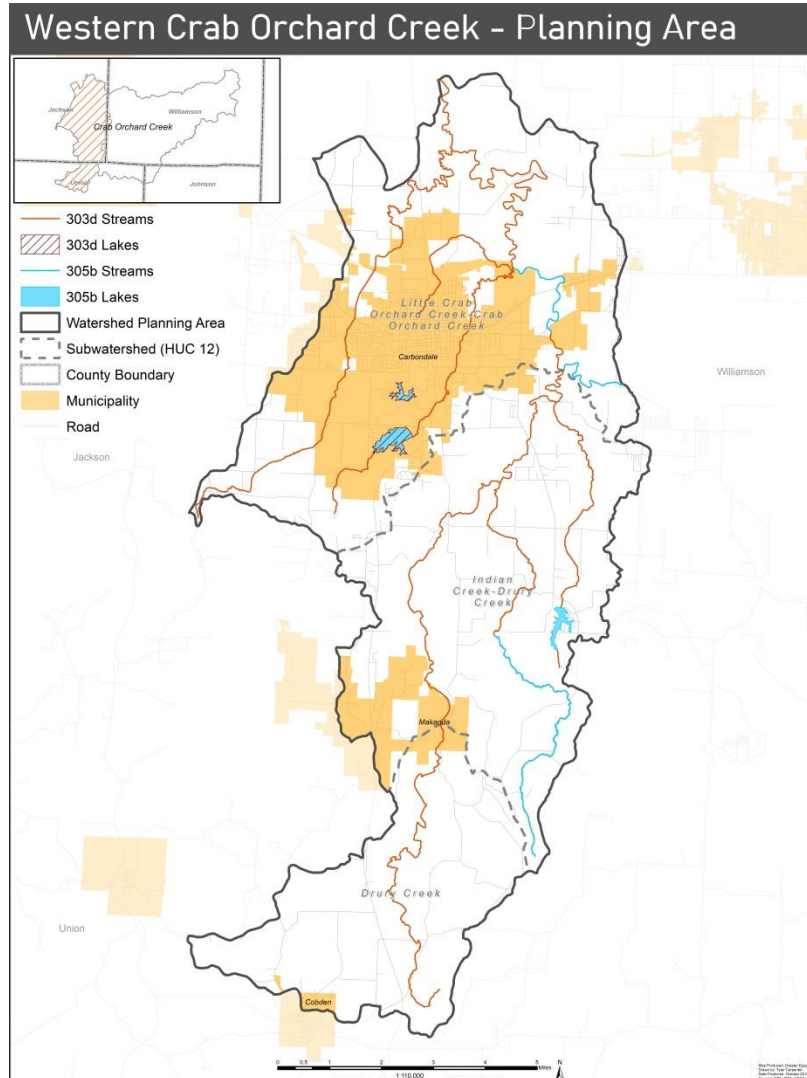 Western Crab Orchard Creek - Planning Area
Jackson
Williamson
Crab Orchard Creek
Union
Johnson
303d Streams
303d Lakes
305b Streams
305b Lakes
Watershed Planning Area
Subwatershed (HUC 12)
County Boundary
Municipality
Road
Little Crab
Orchard Creek-Crab
Orchard Creek
Carbondale
Williamson
Jackson
Indian
Creek-Drury
Creek
Makanda
Drury Creek
Union
Cobden
0 0.5 1 2 3 4 5
Miles
N
1:110,000